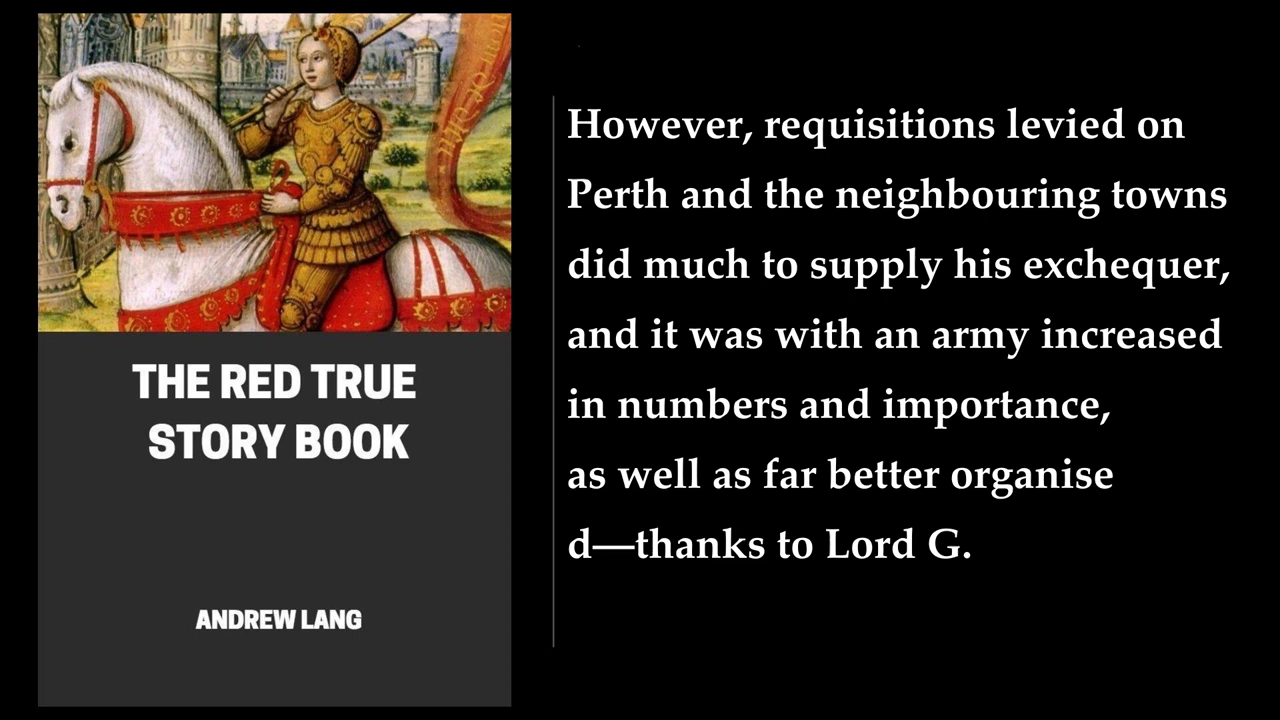 THE RED TRUE
STORY BOOK
ANDREW LANG
However, requisitions levied on
Perth and the neighbouring towns
did much to supply his exchequer,
and it was with an army increased
in numbers and importance,
as well as far better organise
d—thanks to Lord G.